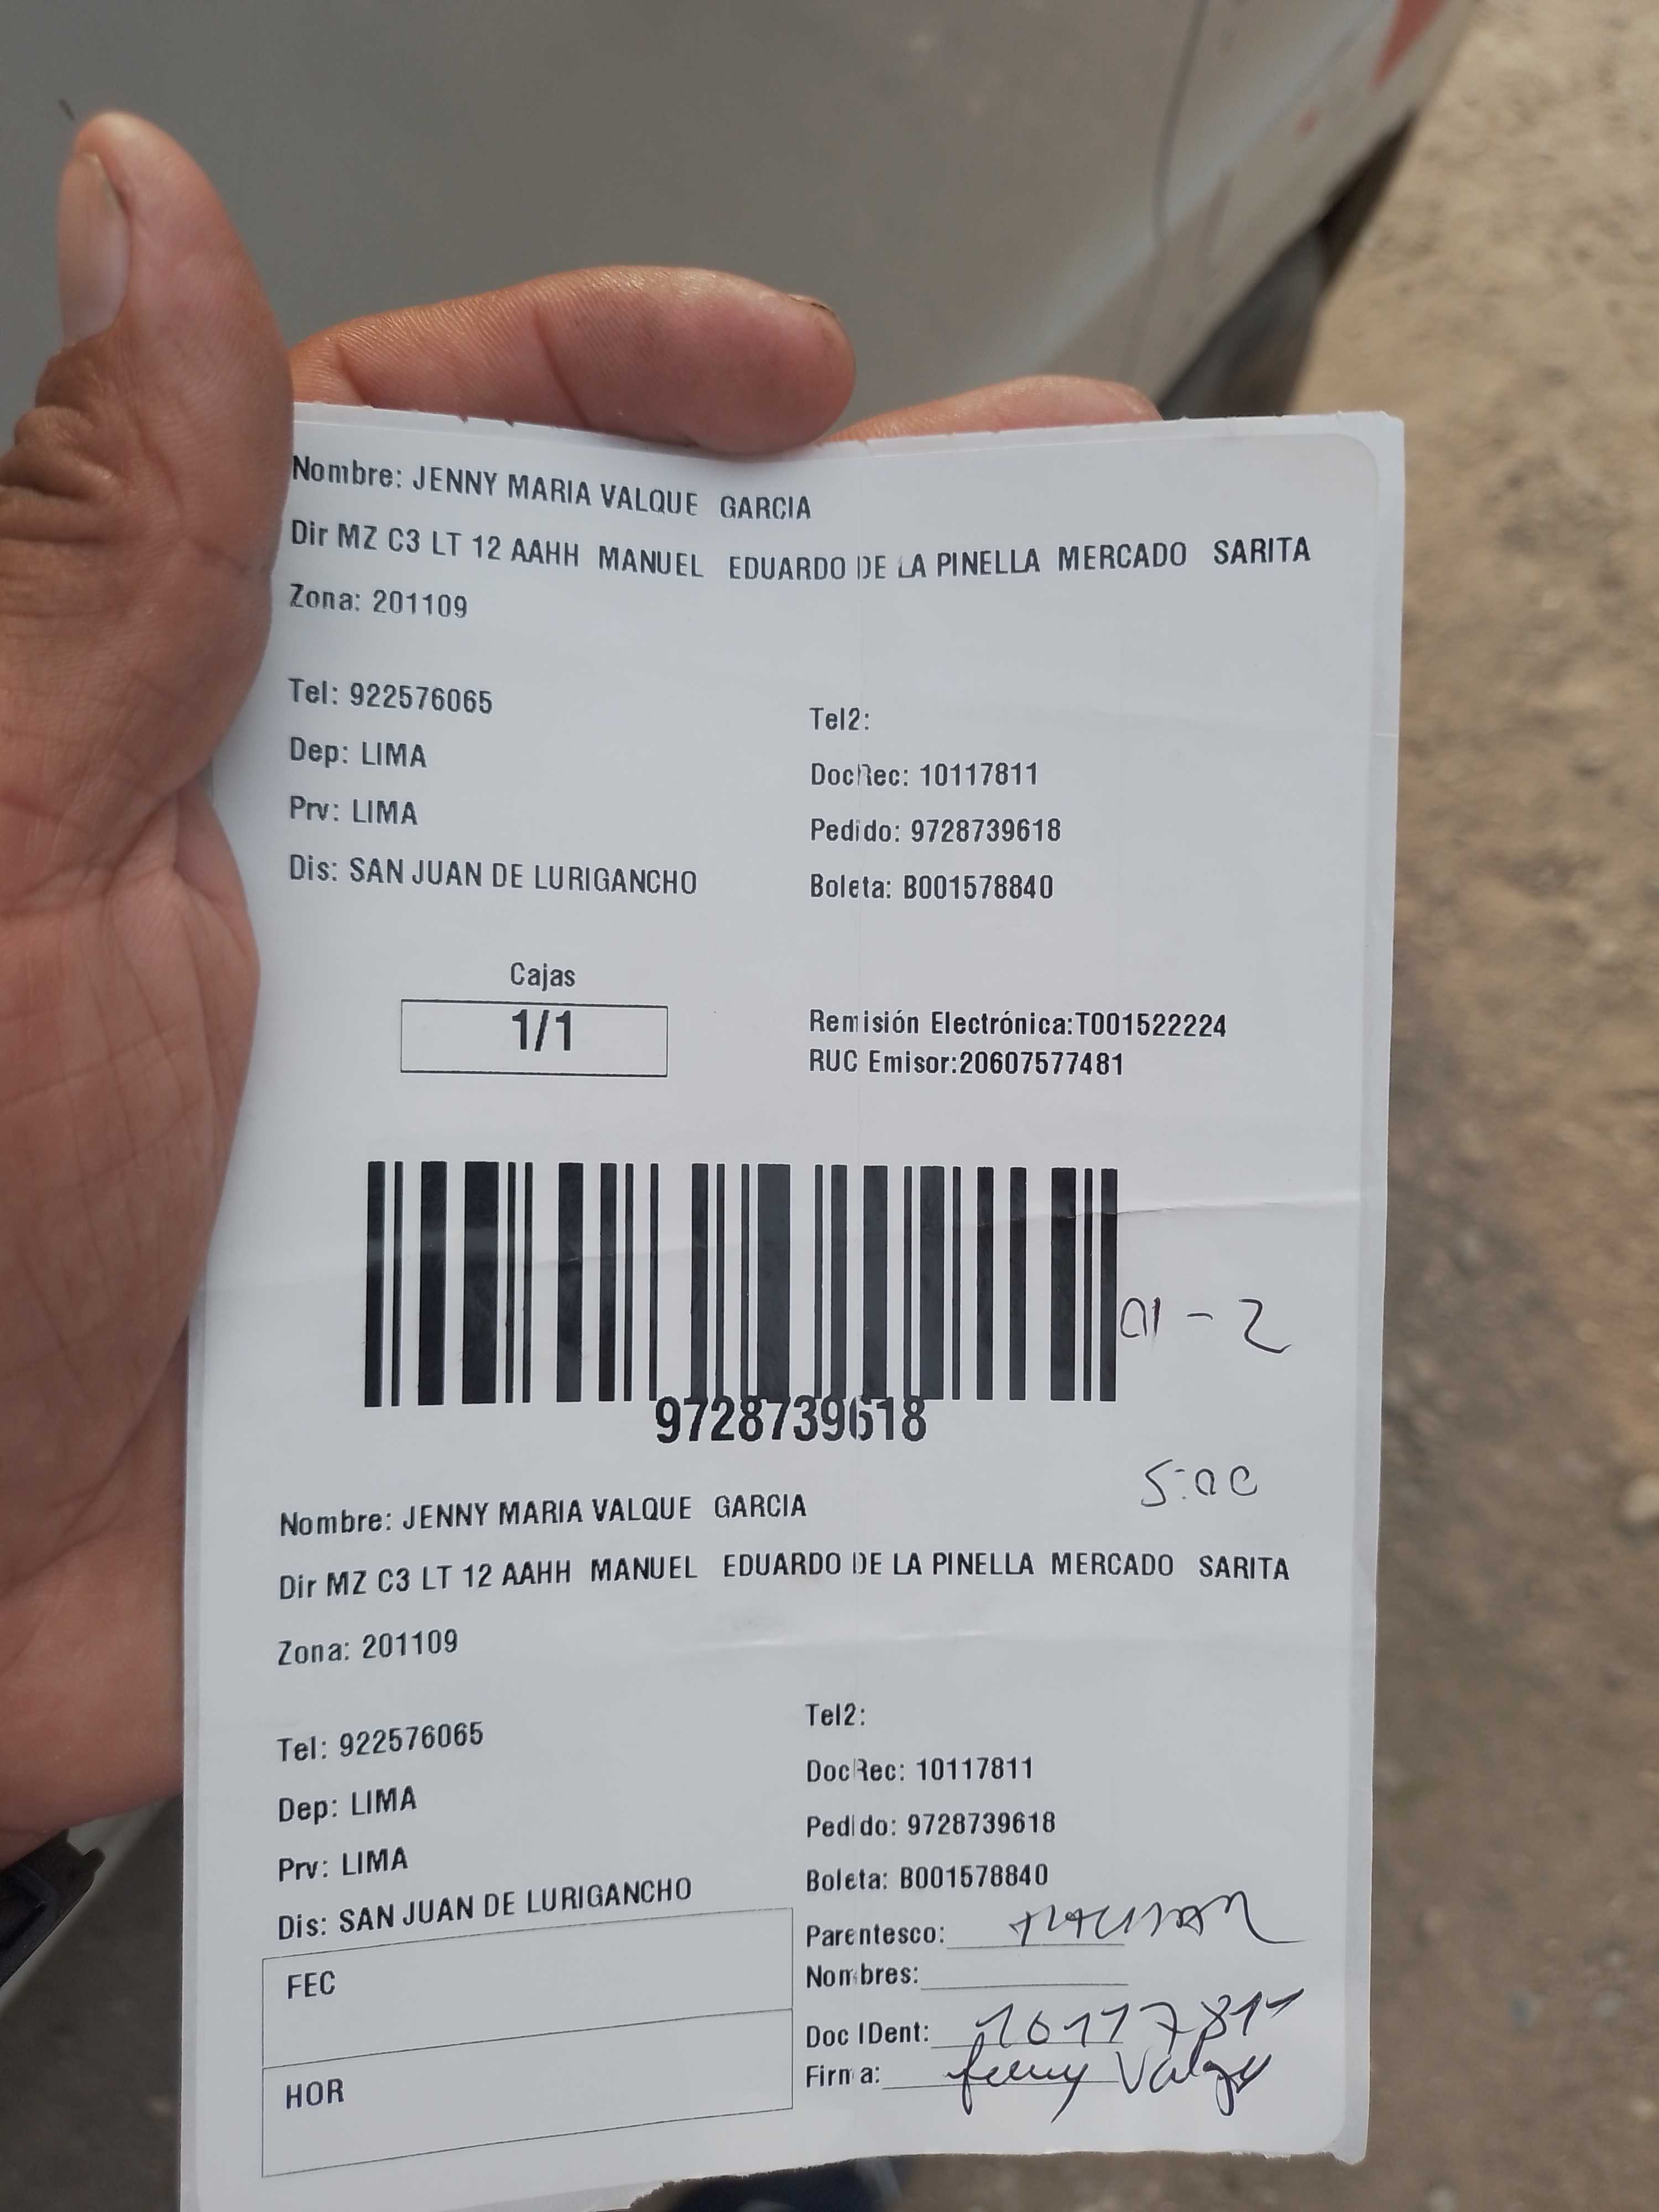 Nombre: JENNY MARIA VALQUE GARCIA
Dir MZ C3 LT 12 AAHH MANUEL EDUARDO DE LA PINELLA MERCADO SARITA
Zona: 201109
Tel: 922576065
Tel2:
Dep: LIMA
DocRec: 10117811
Prv: LIMA
Pedido: 9728739618
Dis: SAN JUAN DE LURIGANCHO
Boleta: B001578840
Cajas
1/1
Remisión Electrónica:T001522224
RUC Emisor:20607577481
01 - 2
9728739618
Nombre: JENNY MARIA VALQUE GARCIA
Dir MZ C3 LT 12 AAHH MANUEL EDUARDO DE LA PINELLA MERCADO SARITA
Zona: 201109
Tel: 922576065
Tel2:
Dep: LIMA
DocRec: 10117811
Prv: LIMA
Pedido: 9728739618
Dis: SAN JUAN DE LURIGANCHO
Boleta: B001578840
Parentesco:
FEC
Nombres:
Doc IDent: 10117811
HOR
Firma: Jenny Valque